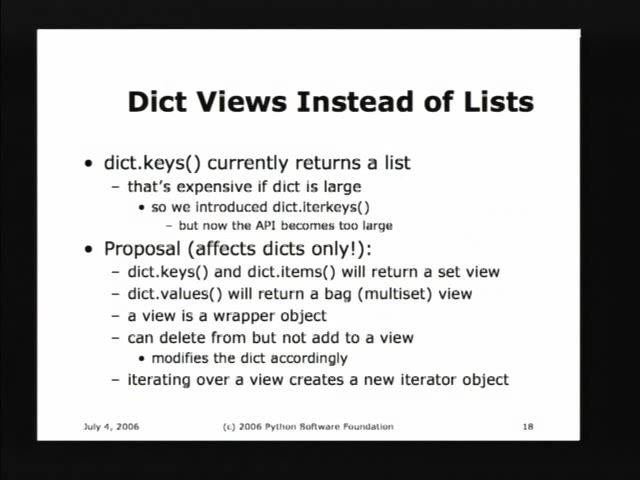 Dict Views Instead of Lists
• dict.keys() currently returns a list
– that's expensive if dict is large
• so we introduced dict.iterkeys()
– but now the API becomes too large
• Proposal (affects dicts only!):
– dict.keys() and dict.items() will return a set view
– dict.values() will return a bag (multiset) view
– a view is a wrapper object
– can delete from but not add to a view
• modifies the dict accordingly
– iterating over a view creates a new iterator object
July 4, 2006 (c) 2006 Python Software Foundation 18